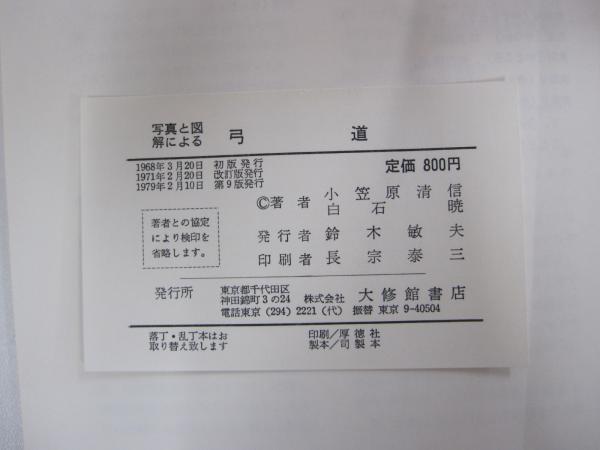 写真と図
解による 弓道
1968年3月20日 初版発行
1971年2月20日 改訂版発行
1979年2月10日 第9版発行
定価 800円
©著者 小笠原清信
白石暁
著者との協定
により検印を
省略します。
発行者 鈴木敏夫
印刷者 長宗泰三
発行所
東京都千代田区
神田錦町3の24 株式会社 大修館書店
電話東京 (294) 2221 (代) 振替 東京 9-40504
落丁・乱丁本はお
取り替え致します
印刷/厚徳社
製本/司製本